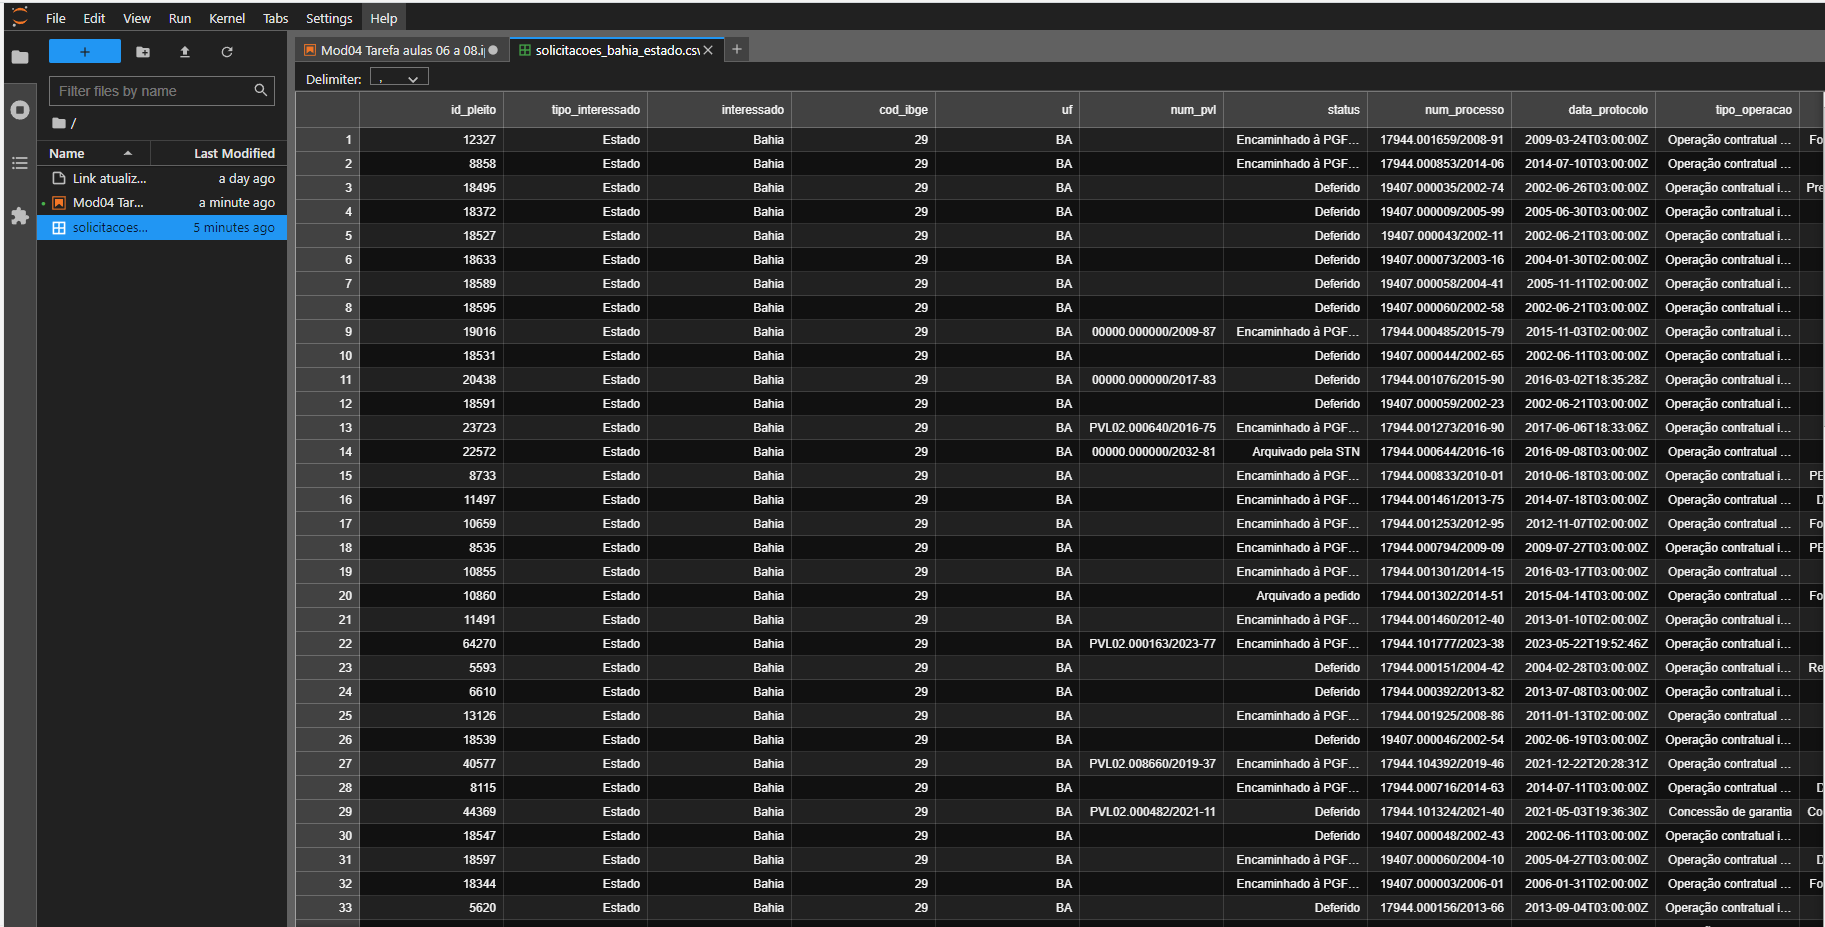 File Edit View Run Kernel Tabs Settings Help
Mod04 Tarefa aulas 06 a 08.i
solicitacoes_bahia_estado.csv
Filter files by name
Delimiter: ,
/
Name Last Modified
Link atualiz... a day ago
Mod04 Tar... a minute ago
solicitacoes... 5 minutes ago
id_pleito tipo_interessado interessado cod_ibge uf num_pvl status num_processo data_protocolo tipo_operacao
1 12327 Estado Bahia 29 BA Encaminhado à PGF... 17944.001659/2008-91 2009-03-24T03:00:00Z Operação contratual ... Fo
2 8858 Estado Bahia 29 BA Encaminhado à PGF... 17944.000853/2014-06 2014-07-10T03:00:00Z Operação contratual ...
3 18495 Estado Bahia 29 BA Deferido 19407.000035/2002-74 2002-06-26T03:00:00Z Operação contratual i... Pre
4 18372 Estado Bahia 29 BA Deferido 19407.000009/2005-99 2005-06-30T03:00:00Z Operação contratual i...
5 18527 Estado Bahia 29 BA Deferido 19407.000043/2002-11 2002-06-21T03:00:00Z Operação contratual i...
6 18633 Estado Bahia 29 BA Deferido 19407.000073/2003-16 2004-01-30T02:00:00Z Operação contratual i...
7 18589 Estado Bahia 29 BA Deferido 19407.000058/2004-41 2005-11-11T02:00:00Z Operação contratual i...
8 18595 Estado Bahia 29 BA Deferido 19407.000060/2002-58 2002-06-21T03:00:00Z Operação contratual i...
9 19016 Estado Bahia 29 BA 00000.000000/2009-87 Encaminhado à PGF... 17944.000485/2015-79 2015-11-03T02:00:00Z Operação contratual i...
10 18531 Estado Bahia 29 BA Deferido 19407.000044/2002-65 2002-06-11T03:00:00Z Operação contratual i...
11 20438 Estado Bahia 29 BA 00000.000000/2017-83 Deferido 17944.001076/2015-90 2016-03-02T18:35:28Z Operação contratual i...
12 18591 Estado Bahia 29 BA Deferido 19407.000059/2002-23 2002-06-21T03:00:00Z Operação contratual i...
13 23723 Estado Bahia 29 BA PVL02.000640/2016-75 Encaminhado à PGF... 17944.001273/2016-90 2017-06-06T18:33:06Z Operação contratual i...
14 22572 Estado Bahia 29 BA 00000.000000/2032-81 Arquivado pela STN 17944.000644/2016-16 2016-09-08T03:00:00Z Operação contratual ...
15 8733 Estado Bahia 29 BA Encaminhado à PGF... 17944.000833/2010-01 2010-06-18T03:00:00Z Operação contratual ... PE
16 11497 Estado Bahia 29 BA Encaminhado à PGF... 17944.001461/2013-75 2014-07-18T03:00:00Z Operação contratual ... D
17 10659 Estado Bahia 29 BA Encaminhado à PGF... 17944.001253/2012-95 2012-11-07T02:00:00Z Operação contratual ... Fo
18 8535 Estado Bahia 29 BA Encaminhado à PGF... 17944.000794/2009-09 2009-07-27T03:00:00Z Operação contratual ... PE
19 10855 Estado Bahia 29 BA Encaminhado à PGF... 17944.001301/2014-15 2016-03-17T03:00:00Z Operação contratual ...
20 10860 Estado Bahia 29 BA Arquivado a pedido 17944.001302/2014-51 2015-04-14T03:00:00Z Operação contratual ... Fo
21 11491 Estado Bahia 29 BA Encaminhado à PGF... 17944.001460/2012-40 2013-01-10T02:00:00Z Operação contratual ...
22 64270 Estado Bahia 29 BA PVL02.000163/2023-77 Encaminhado à PGF... 17944.101777/2023-38 2023-05-22T19:52:46Z Operação contratual ...
23 5593 Estado Bahia 29 BA Deferido 17944.000151/2004-42 2004-02-28T03:00:00Z Operação contratual i... Re
24 6610 Estado Bahia 29 BA Deferido 17944.000392/2013-82 2013-07-08T03:00:00Z Operação contratual i...
25 13126 Estado Bahia 29 BA Encaminhado à PGF... 17944.001925/2008-86 2011-01-13T02:00:00Z Operação contratual ...
26 18539 Estado Bahia 29 BA Deferido 19407.000046/2002-54 2002-06-19T03:00:00Z Operação contratual i...
27 40577 Estado Bahia 29 BA PVL02.008660/2019-37 Encaminhado à PGF... 17944.104392/2019-46 2021-12-22T20:28:31Z Operação contratual ...
28 8115 Estado Bahia 29 BA Encaminhado à PGF... 17944.000716/2014-63 2014-07-11T03:00:00Z Operação contratual ... D
29 44369 Estado Bahia 29 BA PVL02.000482/2021-11 Deferido 17944.101324/2021-40 2021-05-03T19:36:30Z Concessão de garantia Co
30 18547 Estado Bahia 29 BA Deferido 19407.000048/2002-43 2002-06-11T03:00:00Z Operação contratual i...
31 18597 Estado Bahia 29 BA Encaminhado à PGF... 19407.000060/2004-10 2005-04-27T03:00:00Z Operação contratual ... D
32 18344 Estado Bahia 29 BA Encaminhado à PGF... 19407.000003/2006-01 2006-01-31T02:00:00Z Operação contratual ... Fo
33 5620 Estado Bahia 29 BA Deferido 17944.000156/2013-66 2013-09-04T03:00:00Z Operação contratual i...